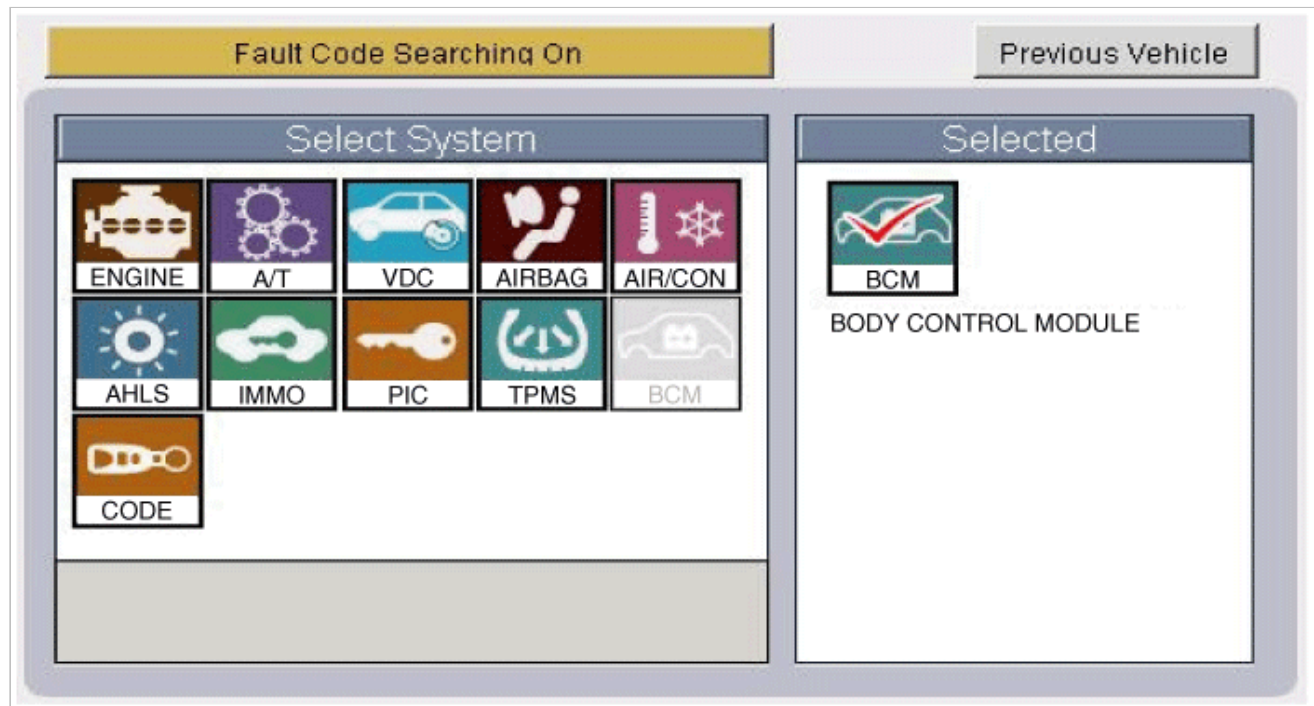 Fault Code Searching On
Previous Vehicle
Select System
Selected
ENGINE A/T VDC AIRBAG AIR/CON
AHLS IMMO PIC TPMS BCM
CODE
BCM
BODY CONTROL MODULE